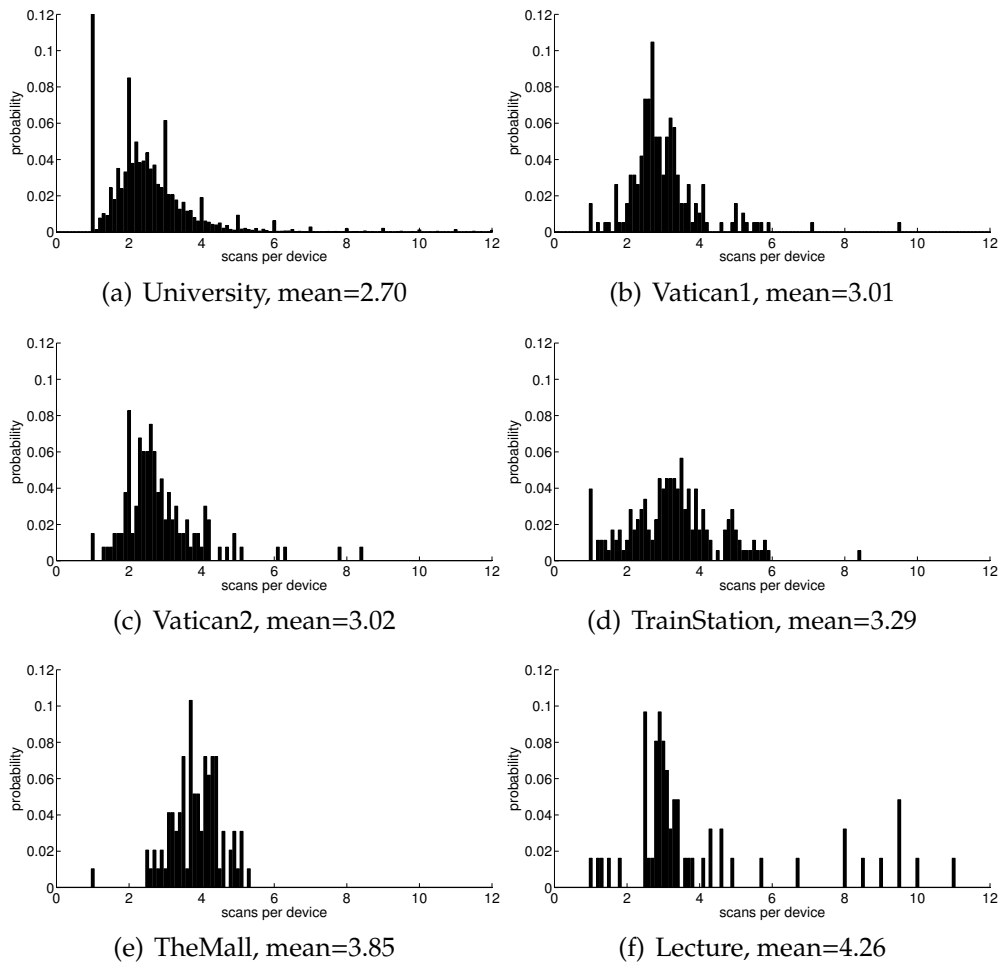 0.12
0.1
0.08
0.06
0.04
0.02
0
probability
0 2 4 6 8 10 12
scans per device
(a) University, mean=2.70
0.12
0.1
0.08
0.06
0.04
0.02
0
probability
0 2 4 6 8 10 12
scans per device
(b) Vatican1, mean=3.01
0.12
0.1
0.08
0.06
0.04
0.02
0
probability
0 2 4 6 8 10 12
scans per device
(c) Vatican2, mean=3.02
0.12
0.1
0.08
0.06
0.04
0.02
0
probability
0 2 4 6 8 10 12
scans per device
(d) TrainStation, mean=3.29
0.12
0.1
0.08
0.06
0.04
0.02
0
probability
0 2 4 6 8 10 12
scans per device
(e) TheMall, mean=3.85
0.12
0.1
0.08
0.06
0.04
0.02
0
probability
0 2 4 6 8 10 12
scans per device
(f) Lecture, mean=4.26